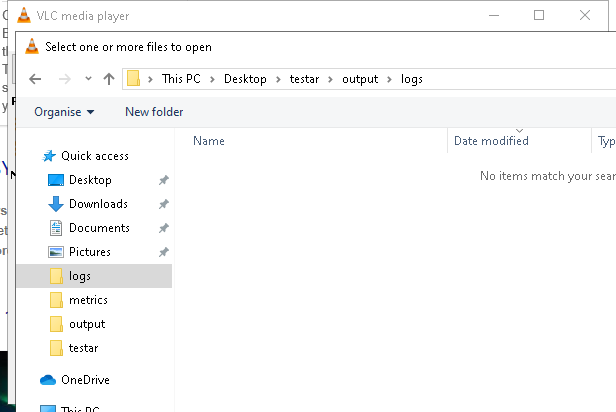 VLC media player
Select one or more files to open
This PC > Desktop > testar > output > logs
Organise New folder
Name Date modified Typ
No items match your sear
Quick access
Desktop
Downloads
Documents
Pictures
logs
metrics
output
testar
OneDrive
This PC